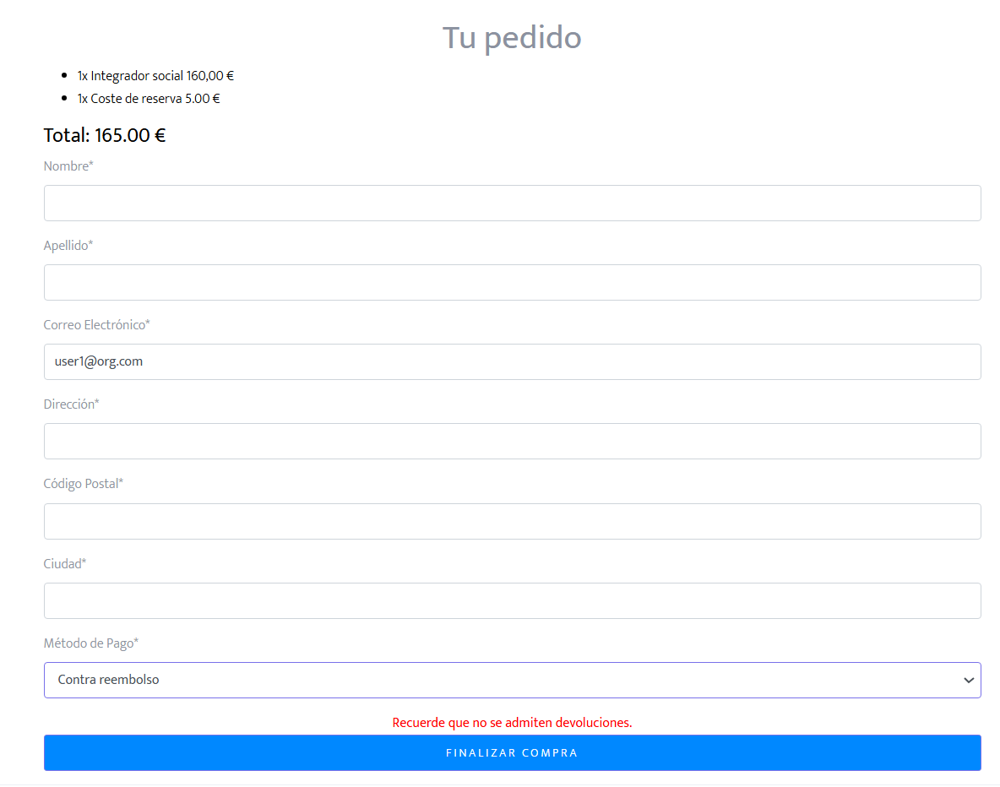 Tu pedido
1x Integrador social 160,00 €
1x Coste de reserva 5.00 €
Total: 165.00 €
Nombre*
Apellido*
Correo Electrónico*
user1@org.com
Dirección*
Código Postal*
Ciudad*
Método de Pago*
Contra reembolso
Recuerde que no se admiten devoluciones.
FINALIZAR COMPRA